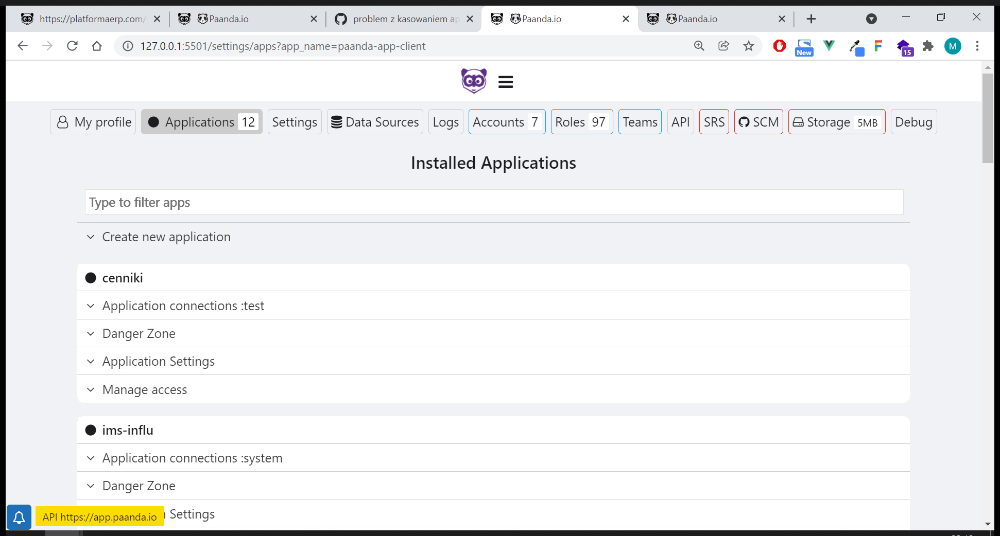 https://platformaerp.com/
Paanda.io
problem z kasowaniem ap
Paanda.io
Paanda.io
127.0.0.1:5501/settings/apps?app_name=paanda-app-client
New
15
M
My profile
Applications 12
Settings
Data Sources
Logs
Accounts 7
Roles 97
Teams
API
SRS
SCM
Storage 5MB
Debug
Installed Applications
Type to filter apps
Create new application
cenniki
Application connections :test
Danger Zone
Application Settings
Manage access
ims-influ
Application connections :system
Danger Zone
Settings
API https://app.paanda.io